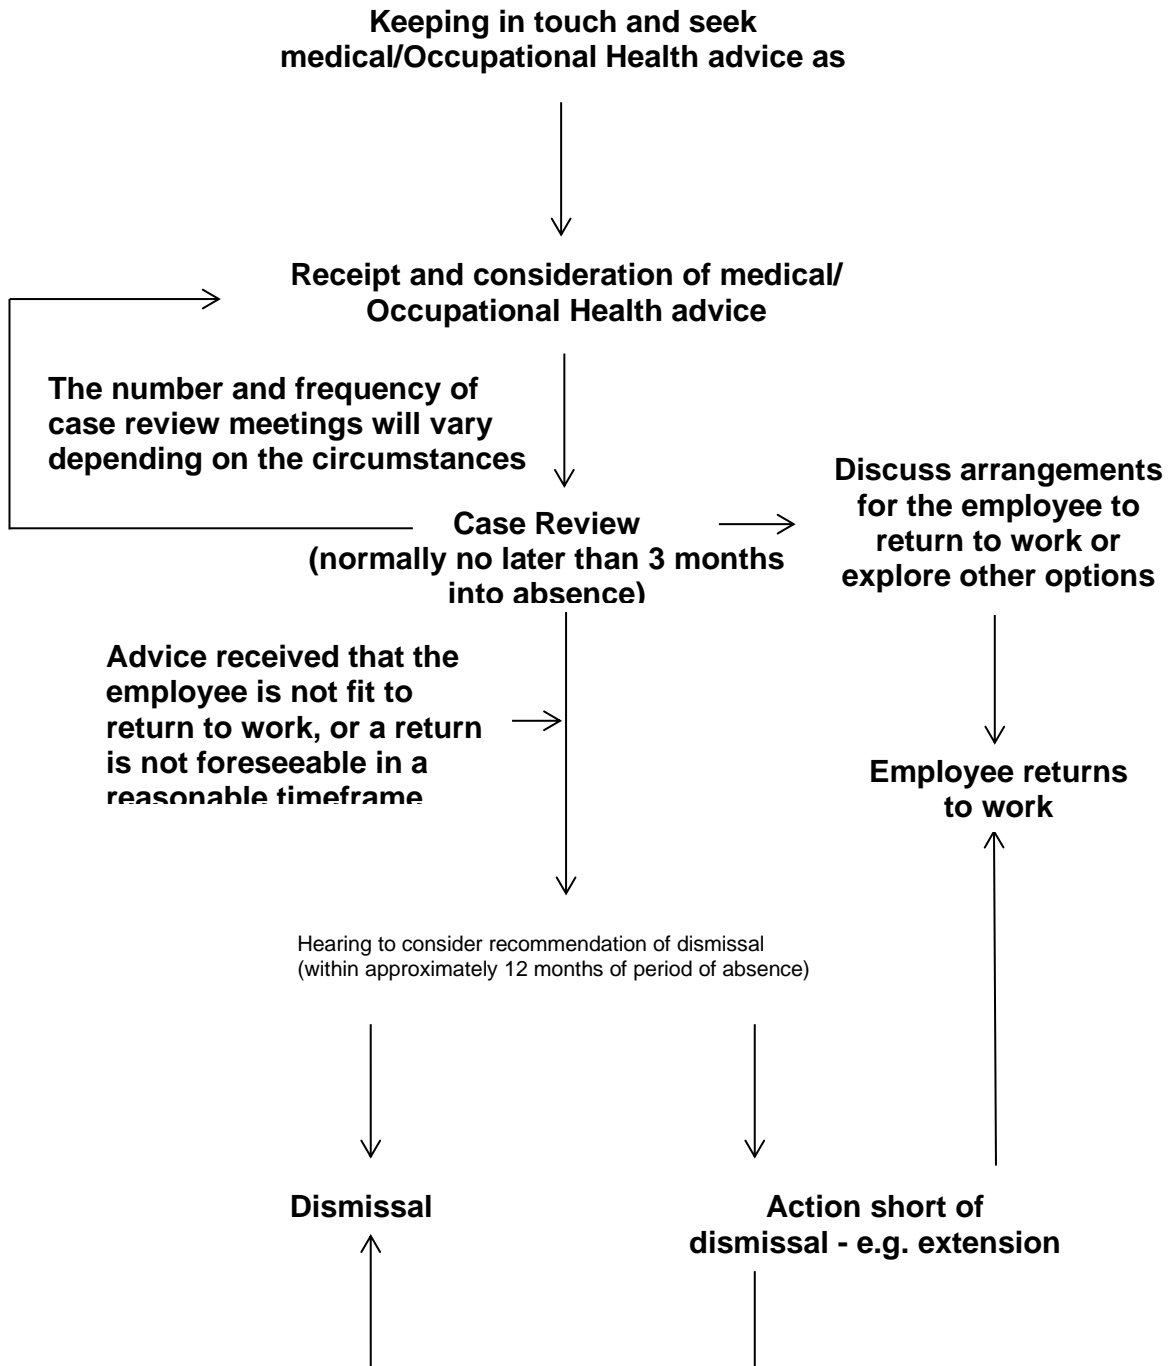 Keeping in touch and seek
medical/Occupational Health advice as
Receipt and consideration of medical/
Occupational Health advice
The number and frequency of
case review meetings will vary
depending on the circumstances
Case Review
(normally no later than 3 months
into absence)
Discuss arrangements
for the employee to
return to work or
explore other options
Advice received that the
employee is not fit to
return to work, or a return
is not foreseeable in a
reasonable timeframe
Employee returns
to work
Hearing to consider recommendation of dismissal
(within approximately 12 months of period of absence)
Dismissal
Action short of
dismissal - e.g. extension